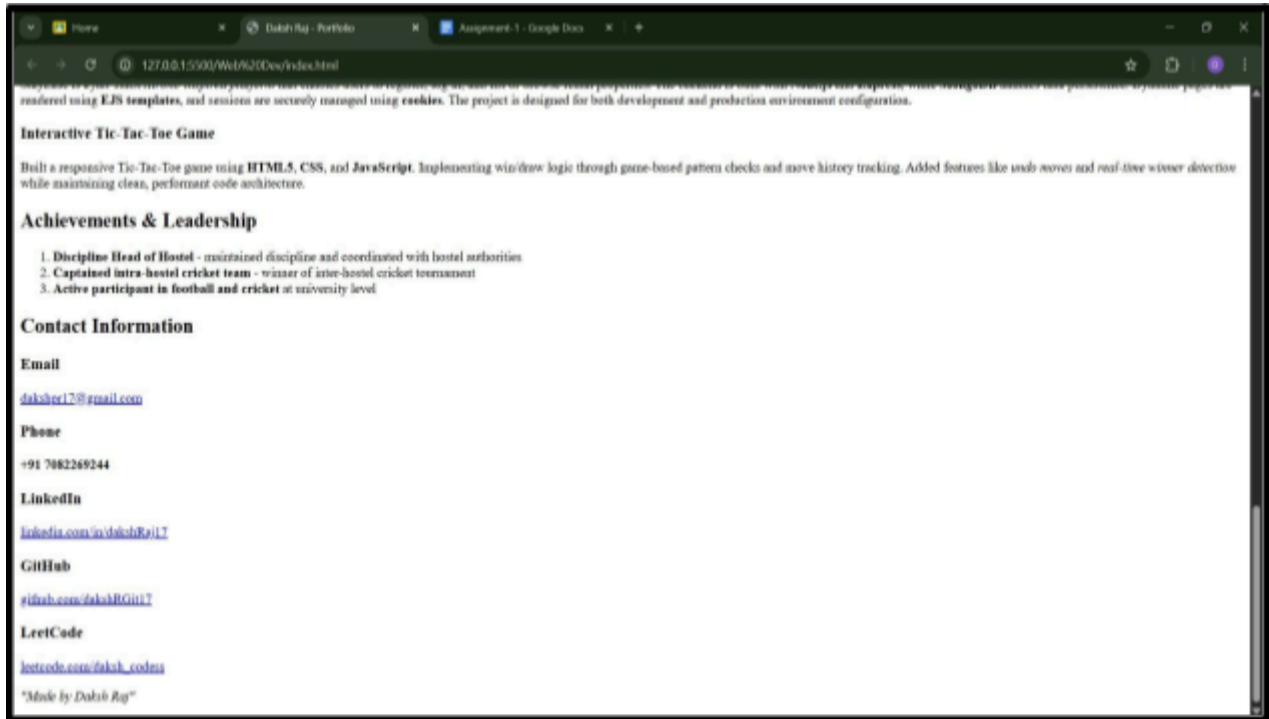 Home
Daksh Raj - Portfolio
Assignment-1 - Google Docs
127.0.0.1:5500/Web%20Dev/index.html
rendered using EJS templates, and sessions are securely managed using cookies. The project is designed for both development and production environment configuration.
Interactive Tic-Tac-Toe Game
Built a responsive Tic-Tac-Toe game using HTML5, CSS, and JavaScript. Implementing win/draw logic through game-based pattern checks and move history tracking. Added features like undo moves and real-time winner detection
while maintaining clean, performant code architecture.
Achievements & Leadership
1. Discipline Head of Hostel - maintained discipline and coordinated with hostel authorities
2. Captained intra-hostel cricket team - winner of inter-hostel cricket tournament
3. Active participant in football and cricket at university level
Contact Information
Email
daksher17@gmail.com
Phone
+91 7082269244
LinkedIn
linkedin.com/in/dakshRaj17
GitHub
github.com/dakshRGit17
LeetCode
leetcode.com/daksh_codess
"Made by Daksh Raj"